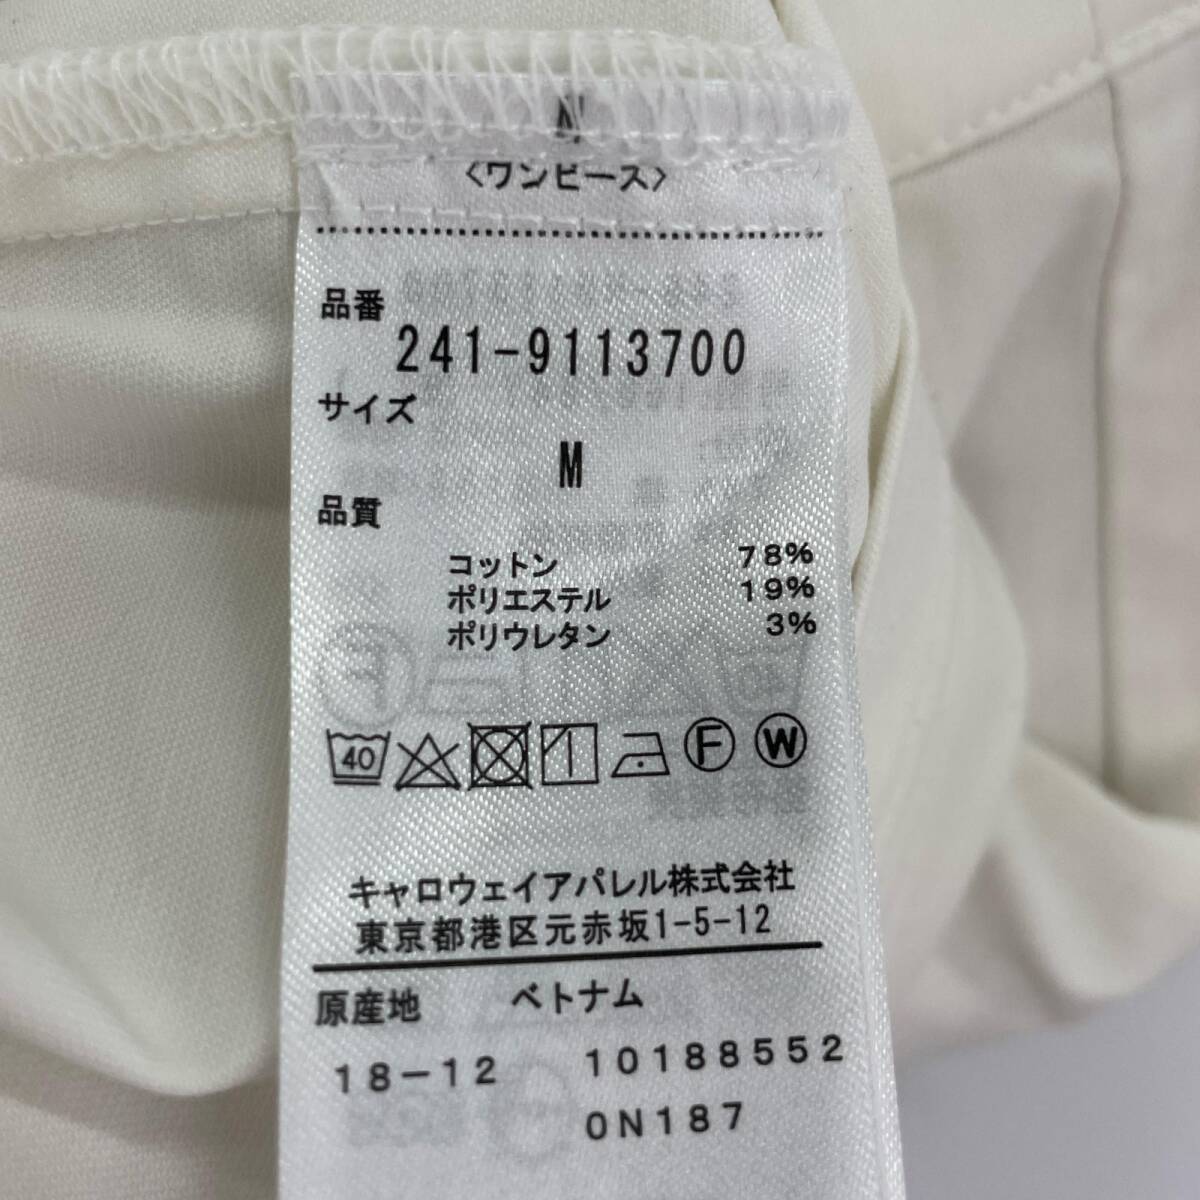 〈ワンピース〉
品番
241-9113700
サイズ
M
品質
コットン 78%
ポリエステル 19%
ポリウレタン 3%
40 F W
キャロウェイアパレル株式会社
東京都港区元赤坂1-5-12
原産地 ベトナム
18-12 10188552
0N187